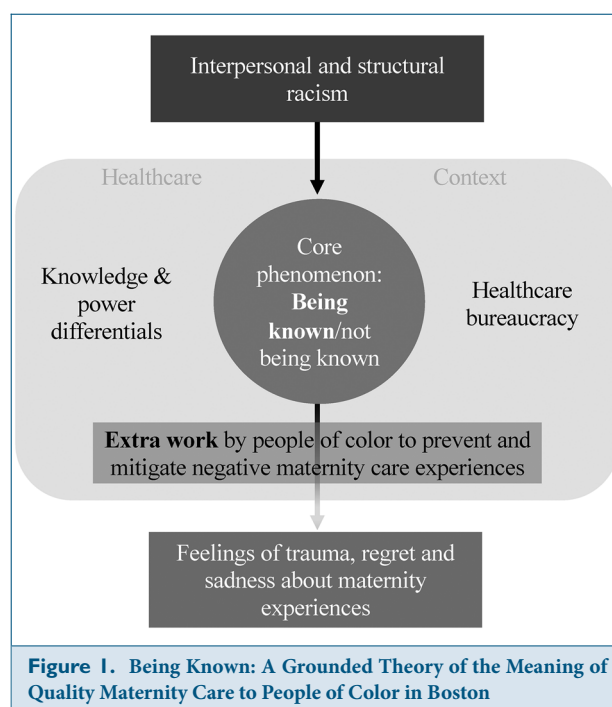 Interpersonal and structural
racism
Healthcare
Context
Knowledge &
power
differentials
Core
phenomenon:
Being
known/not
being known
Healthcare
bureaucracy
Extra work by people of color to prevent and
mitigate negative maternity care experiences
Feelings of trauma, regret and
sadness about maternity
experiences
Figure 1. Being Known: A Grounded Theory of the Meaning of
Quality Maternity Care to People of Color in Boston